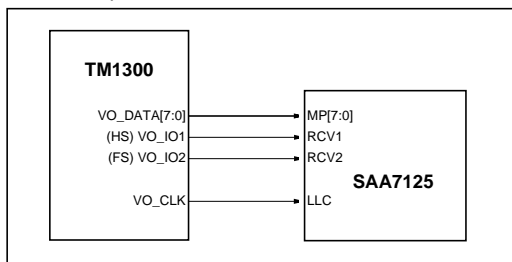 TM1300
VO_DATA[7:0] MP[7:0]
(HS) VO_IO1 RCV1
(FS) VO_IO2 RCV2
SAA7125
VO_CLK LLC